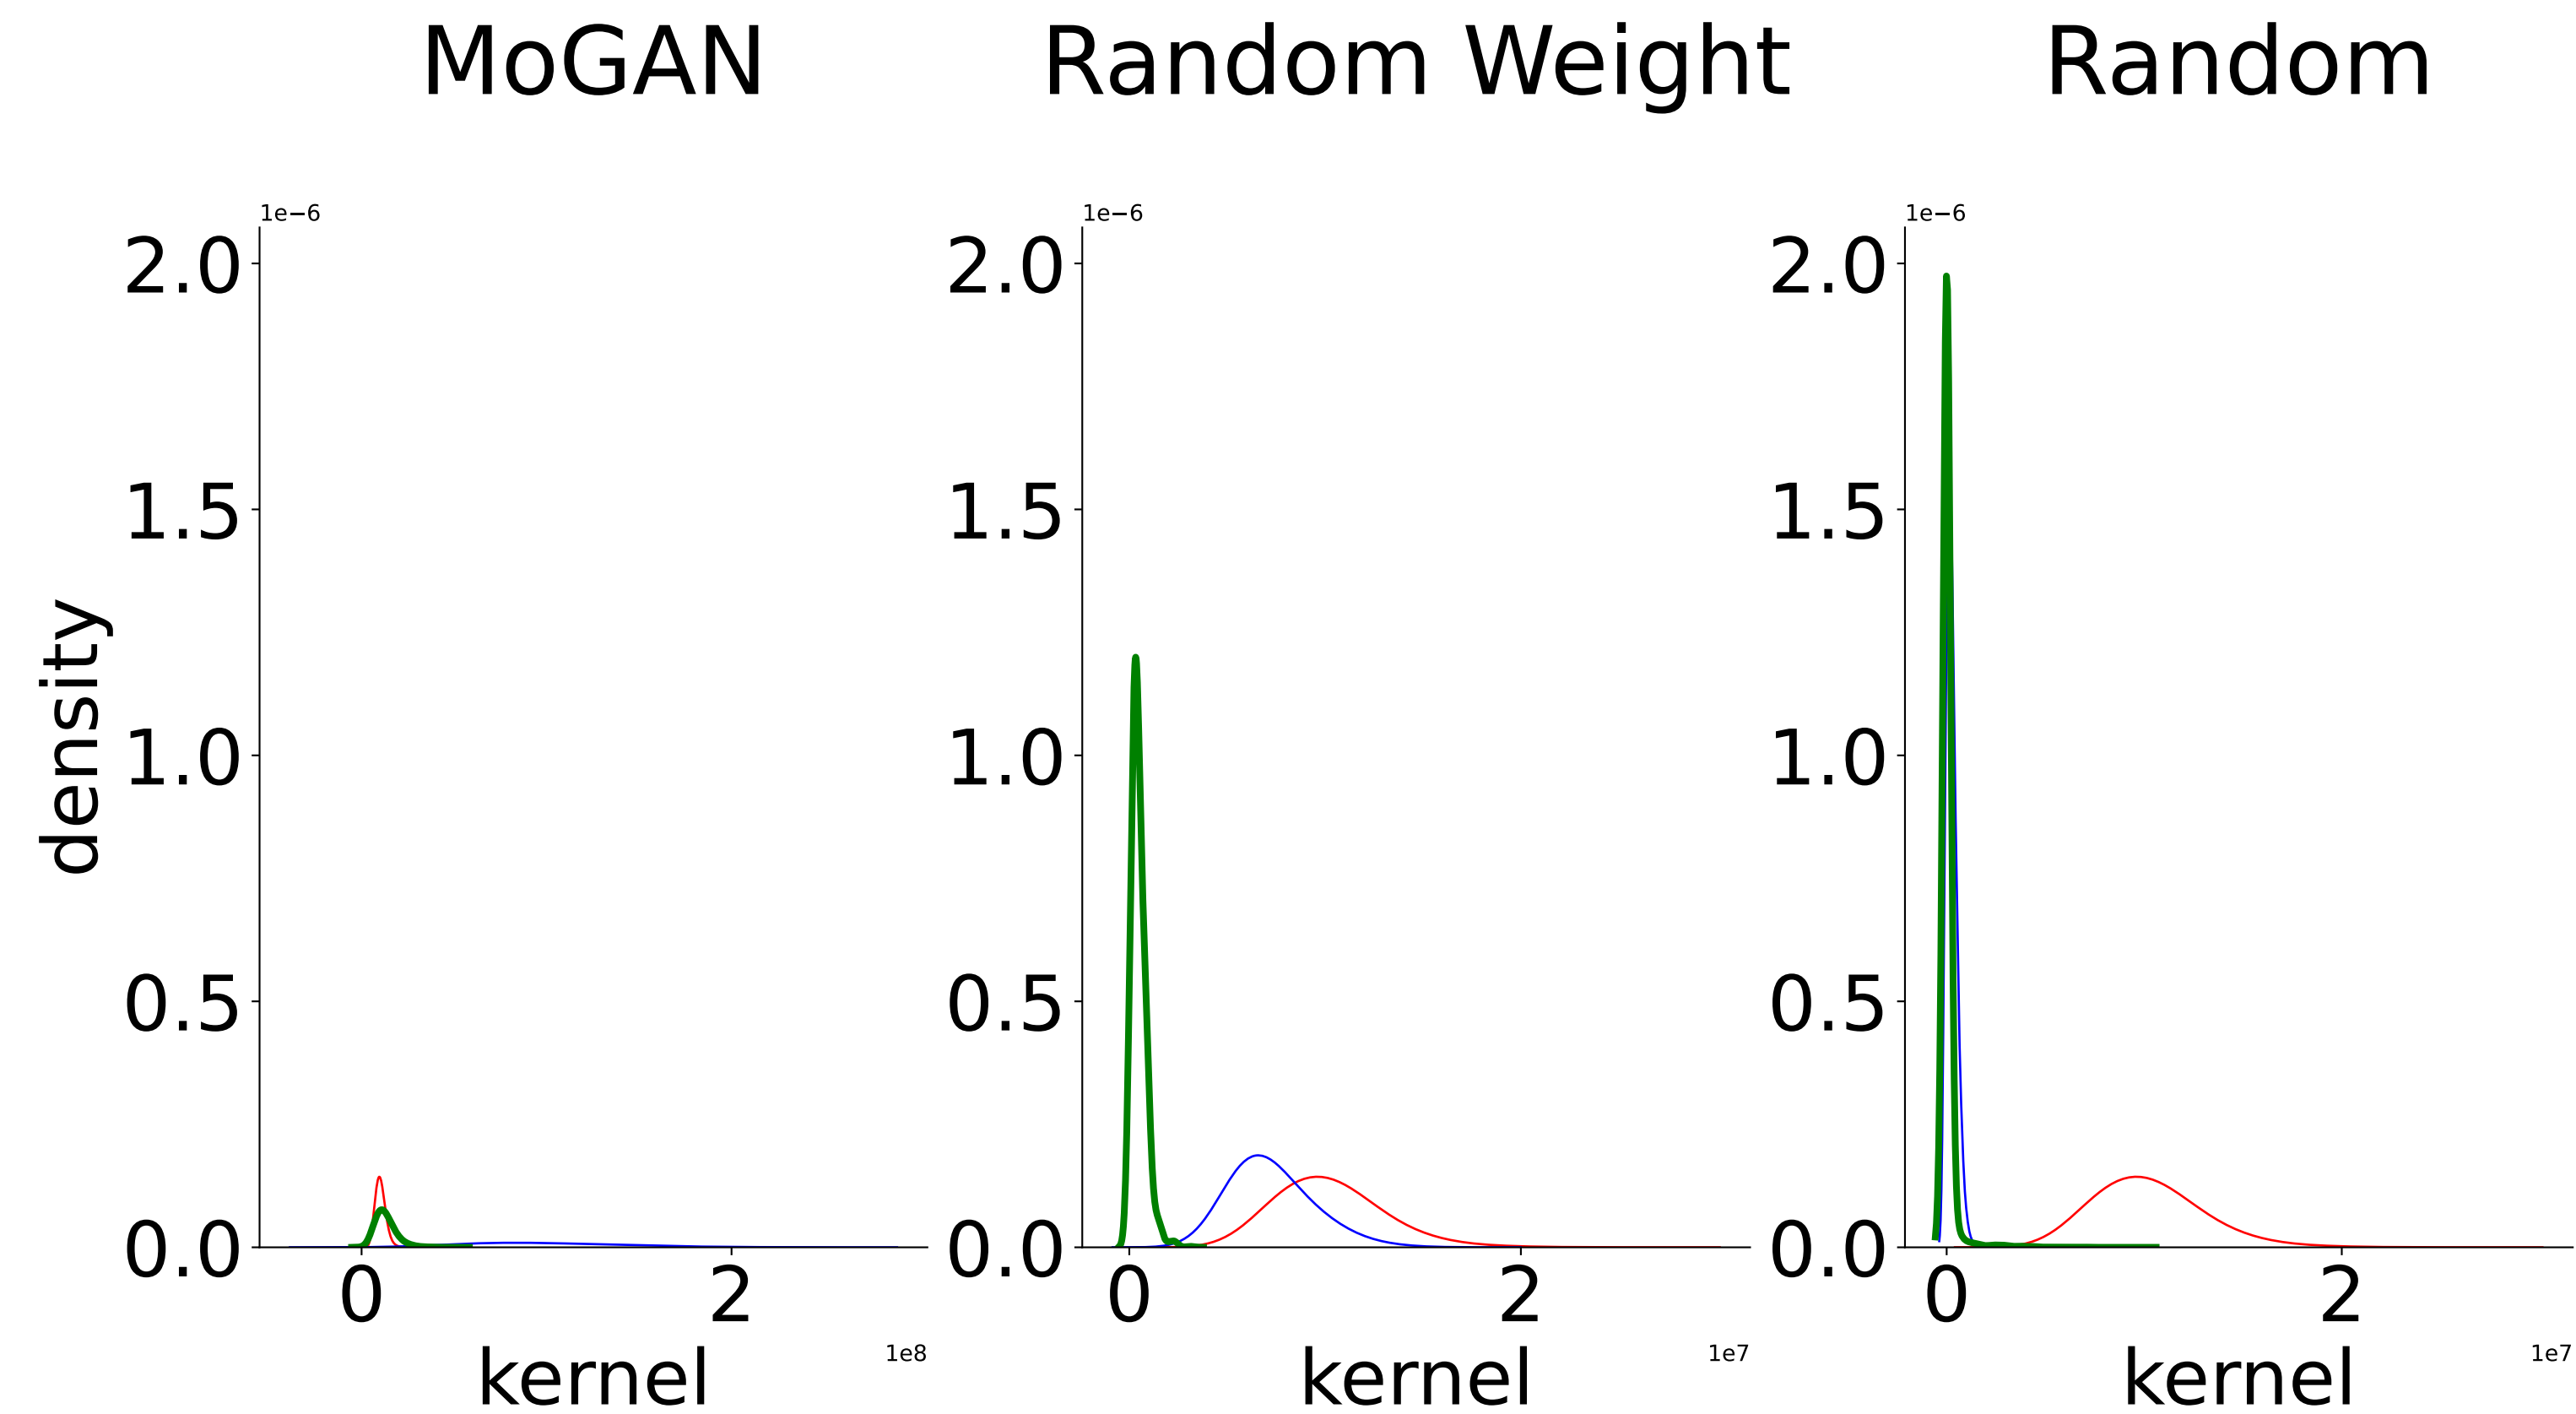 MoGAN Random Weight Random
1e−6 1e−6 1e−6
2.0 2.0 2.0
1.5 1.5 1.5
density
1.0 1.0 1.0
0.5 0.5 0.5
0.0 0.0 0.0
0 2 0 2 0 2
1e8 1e7 1e7
kernel kernel kernel